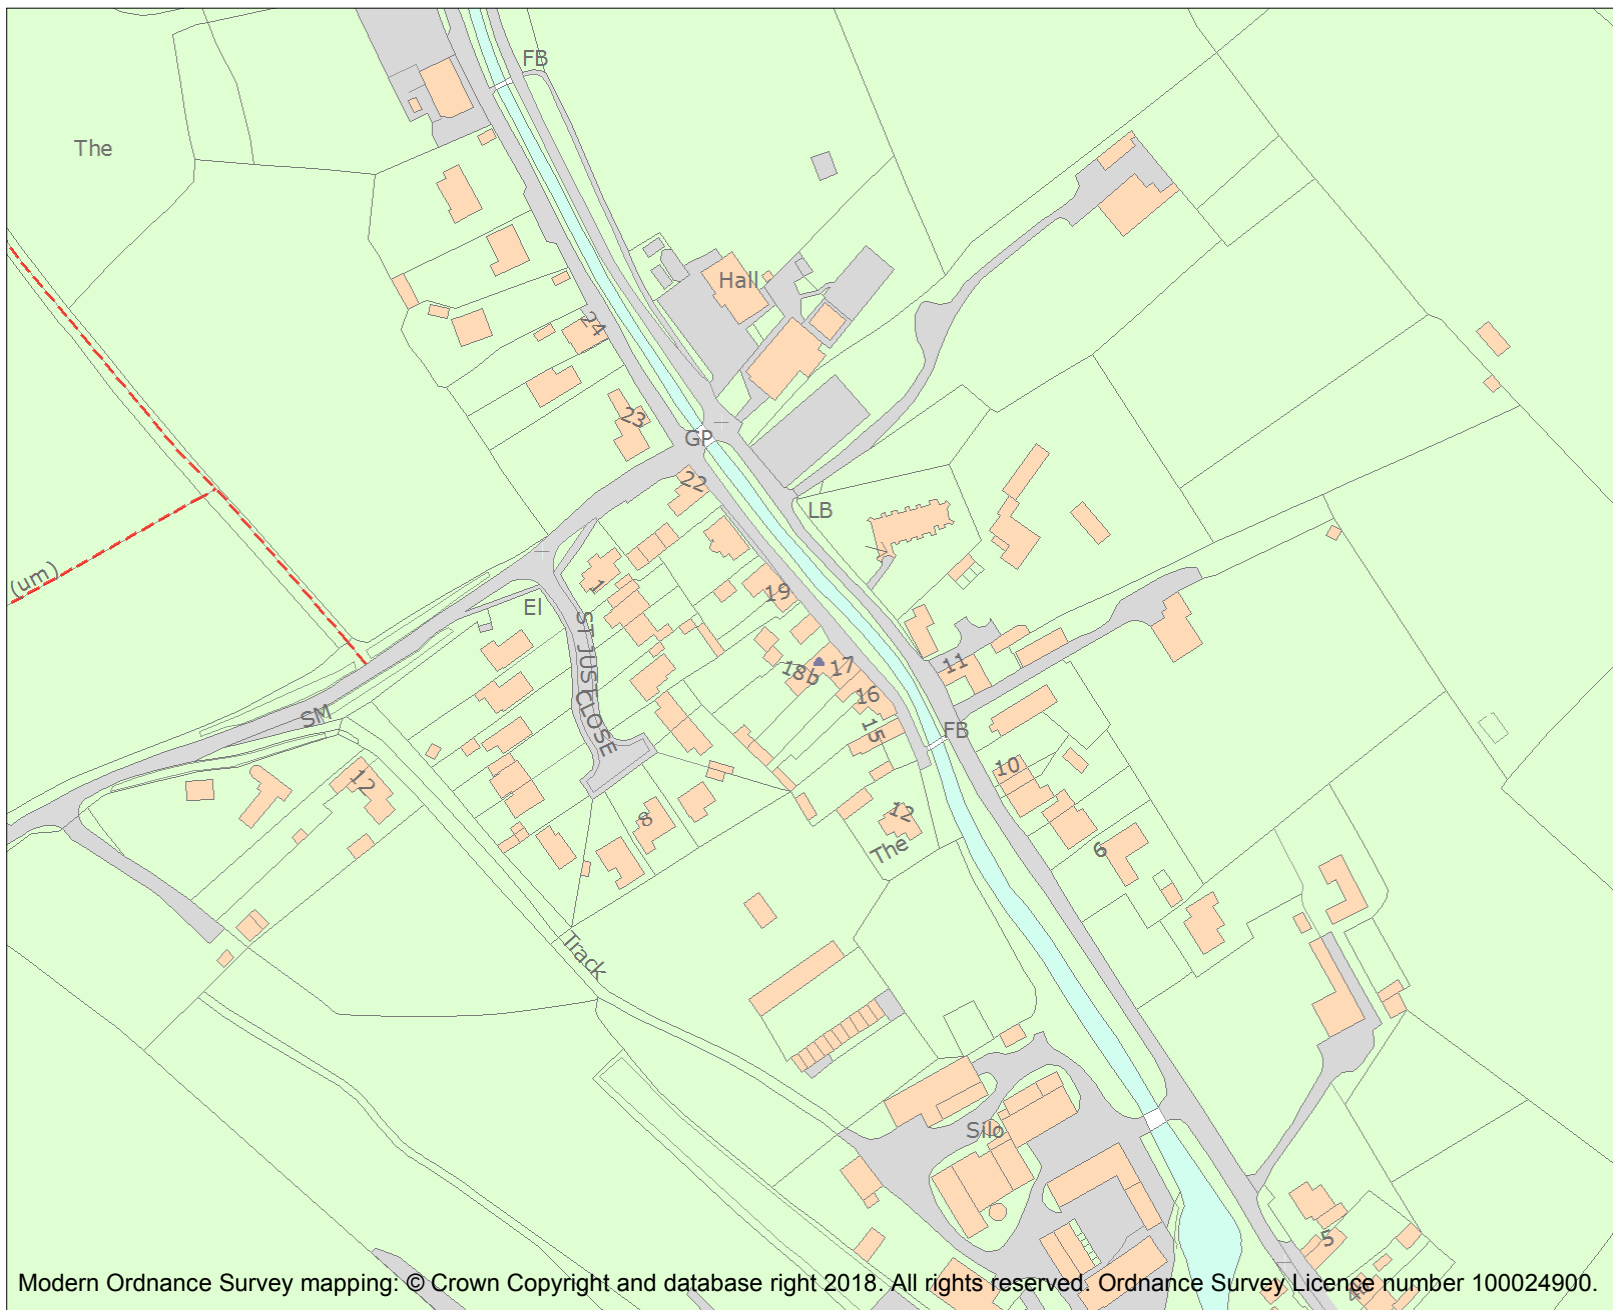 FB
The
Hall
24
23
GP
22
LB
(um)
1
19
El
ST JUS CLOSE
11
17
18b
16
SM
15
FB
12
10
8
12
6
The
Track
Silo
5
Modern Ordnance Survey mapping: © Crown Copyright and database right 2018. All rights reserved. Ordnance Survey Licence number 100024900.